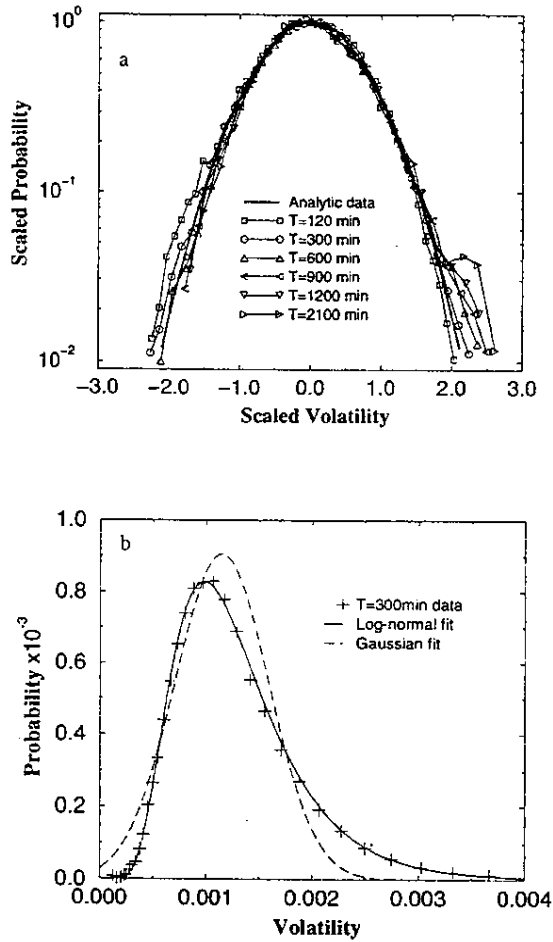 a
10⁰
10⁻¹
10⁻²
Scaled Probability
Analytic data
T=120 min
T=300 min
T=600 min
T=900 min
T=1200 min
T=2100 min
−3.0 −2.0 −1.0 0.0 1.0 2.0 3.0
Scaled Volatility
b
1.0
0.8
0.6
0.4
0.2
0.0
Probability x10⁻³
T=300min data
Log-normal fit
Gaussian fit
0.000 0.001 0.002 0.003 0.004
Volatility